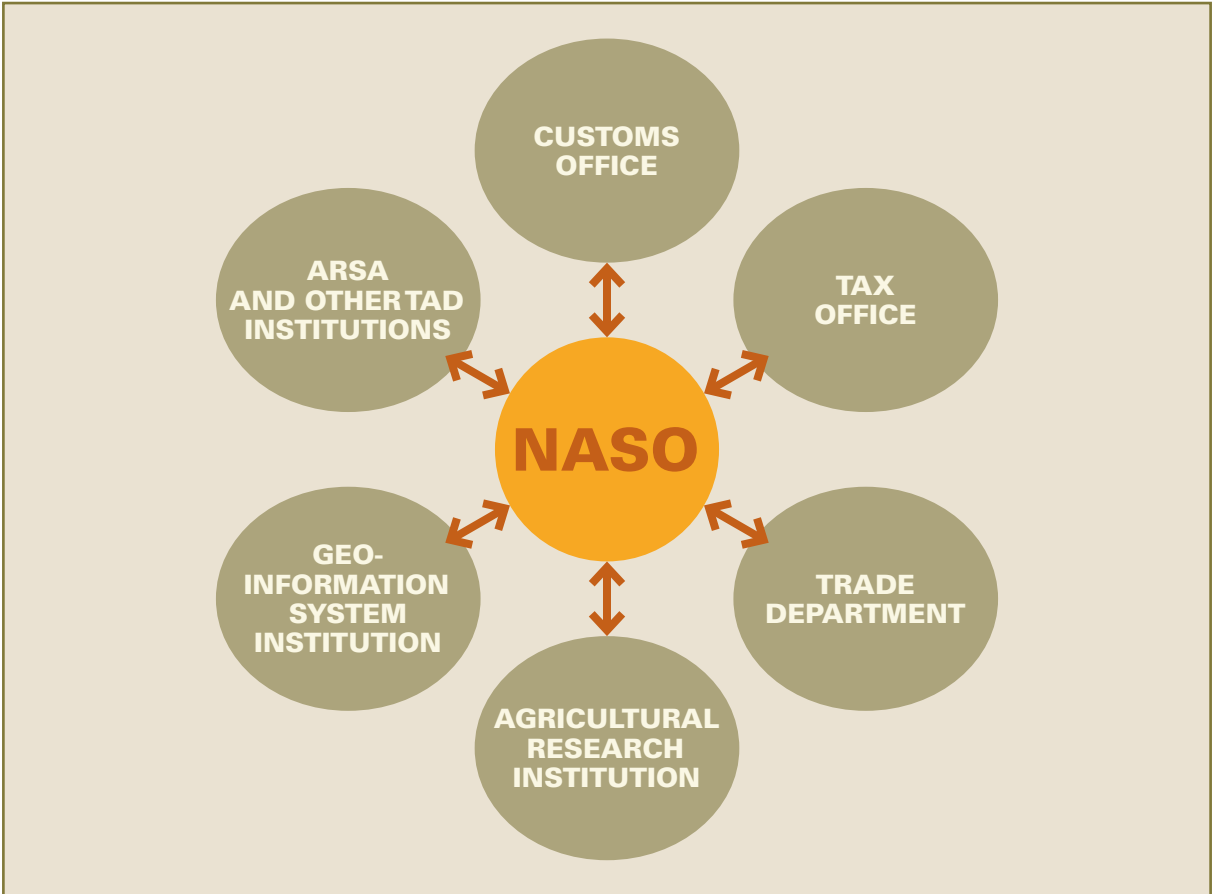 CUSTOMS
OFFICE
ARSA
AND OTHER TAD
INSTITUTIONS
TAX
OFFICE
NASO
GEO-
INFORMATION
SYSTEM
INSTITUTION
TRADE
DEPARTMENT
AGRICULTURAL
RESEARCH
INSTITUTION